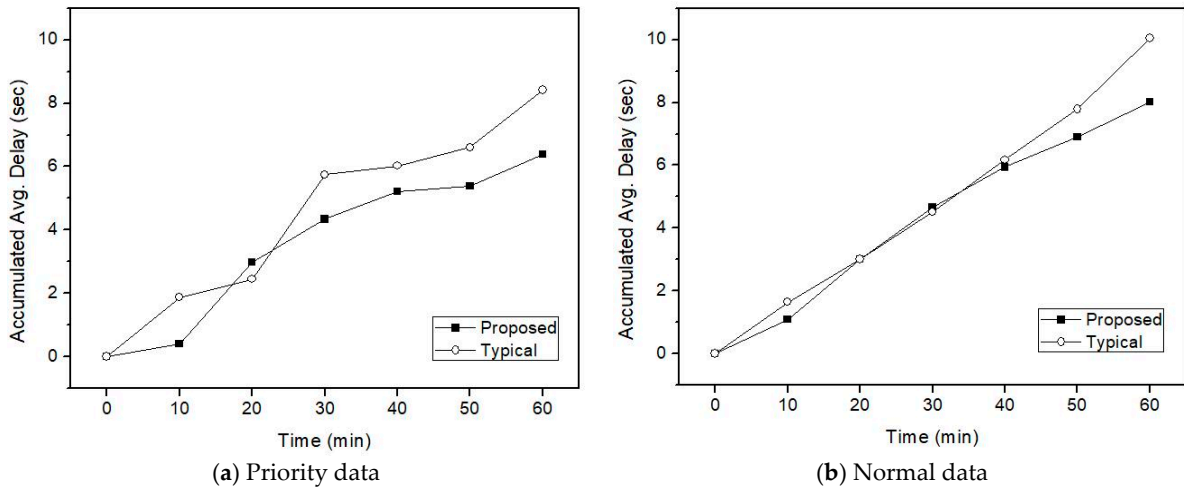 10
8
6
4
2
0
Accumulated Avg. Delay (sec)
Proposed
Typical
0 10 20 30 40 50 60
Time (min)
(a) Priority data
10
8
6
4
2
0
Accumulated Avg. Delay (sec)
Proposed
Typical
0 10 20 30 40 50 60
Time (min)
(b) Normal data